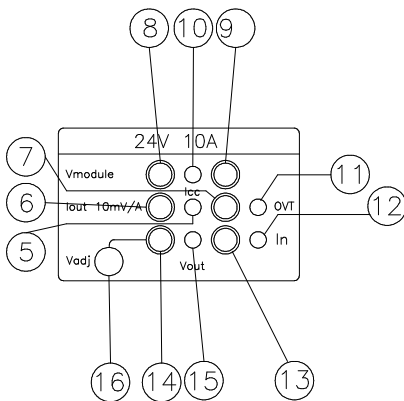 8 10 9
24V 10A
7
Vmodule
Icc
11
6
Iout 10mV/A
OVT
12
5
Vadj
In
Vout
16 14 15 13